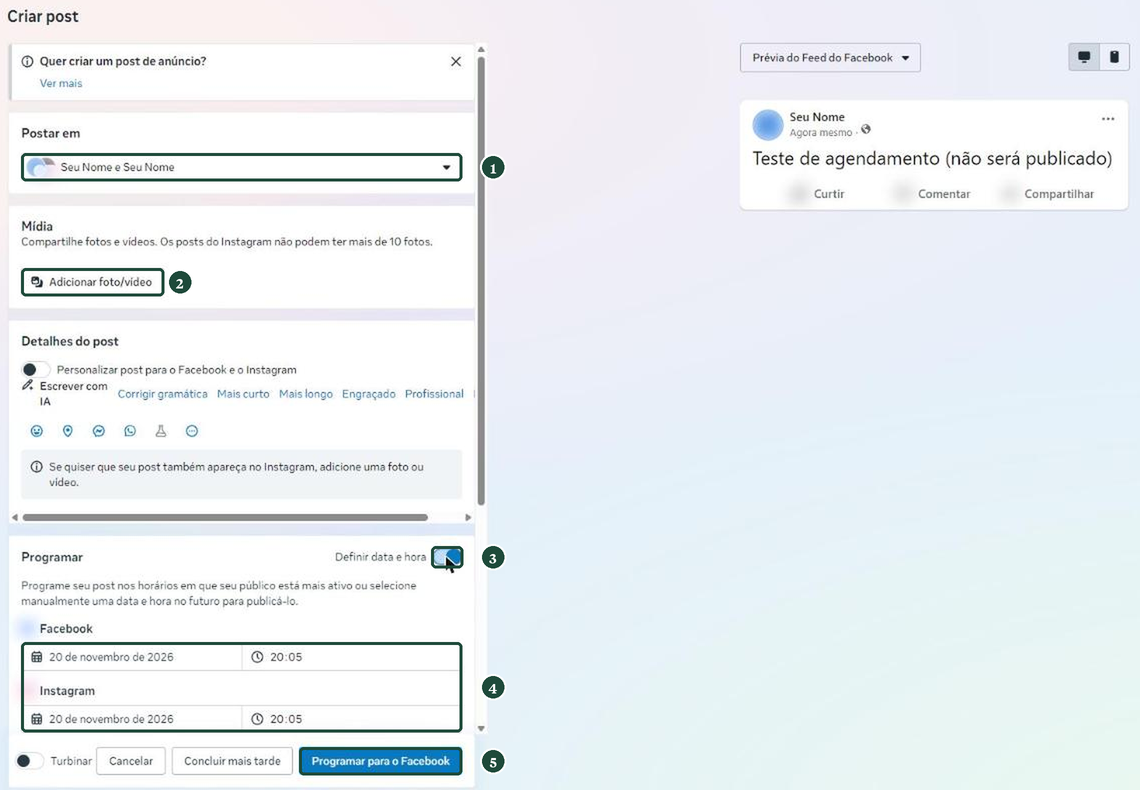 Criar post
Quer criar um post de anúncio?
Ver mais
Postar em
Seu Nome e Seu Nome
1
Mídia
Compartilhe fotos e vídeos. Os posts do Instagram não podem ter mais de 10 fotos.
Adicionar foto/vídeo
2
Detalhes do post
Personalizar post para o Facebook e o Instagram
Escrever com
IA
Corrigir gramática Mais curto Mais longo Engraçado Profissional
Se quiser que seu post também apareça no Instagram, adicione uma foto ou
vídeo.
Programar
Definir data e hora
3
Programe seu post nos horários em que seu público está mais ativo ou selecione
manualmente uma data e hora no futuro para publicá-lo.
Facebook
20 de novembro de 2026 20:05
Instagram
4
20 de novembro de 2026 20:05
Turbinar Cancelar Concluir mais tarde Programar para o Facebook
5
Prévia do Feed do Facebook
Seu Nome
Agora mesmo ·
Teste de agendamento (não será publicado)
Curtir Comentar Compartilhar